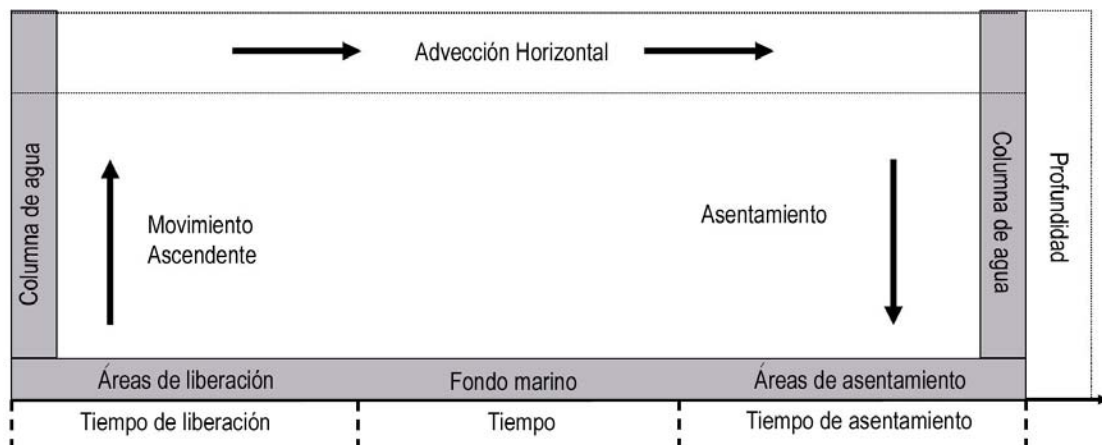 Advección Horizontal
Columna de agua
Movimiento
Ascendente
Asentamiento
Columna de agua
Profundidad
Áreas de liberación
Fondo marino
Áreas de asentamiento
Tiempo de liberación
Tiempo
Tiempo de asentamiento